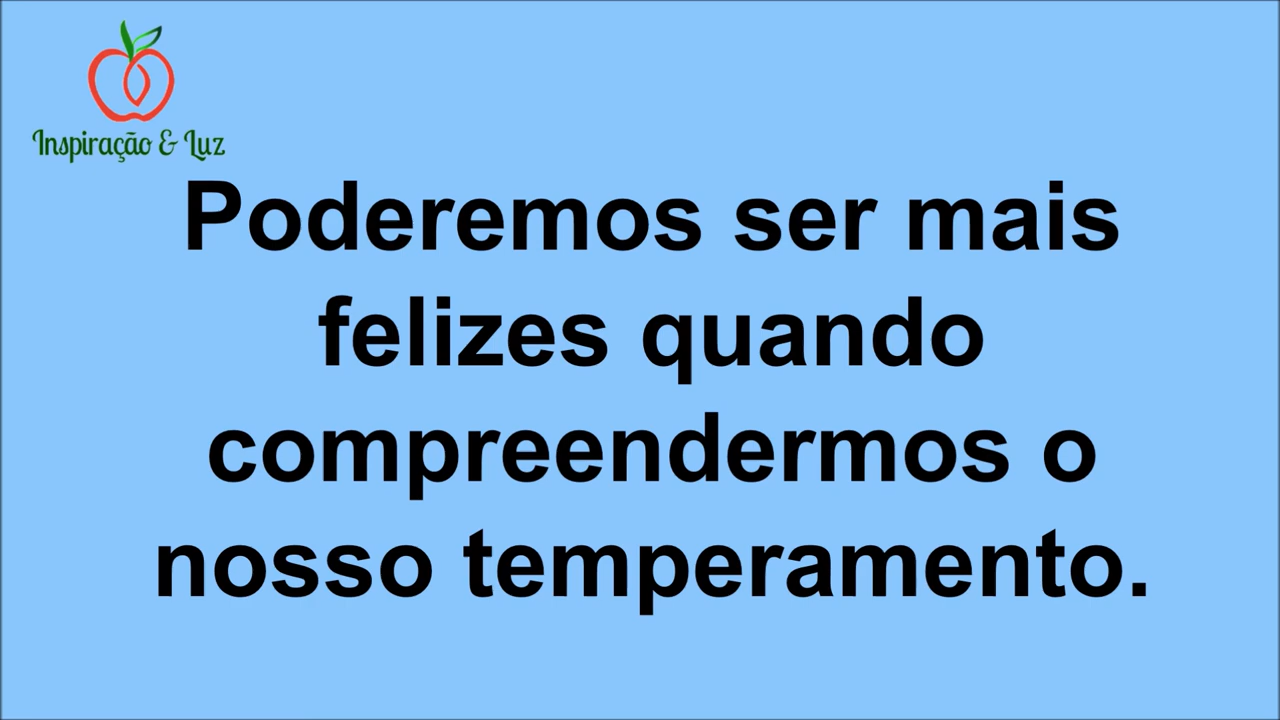 Inspiração & Luz
Poderemos ser mais
felizes quando
compreendermos o
nosso temperamento.